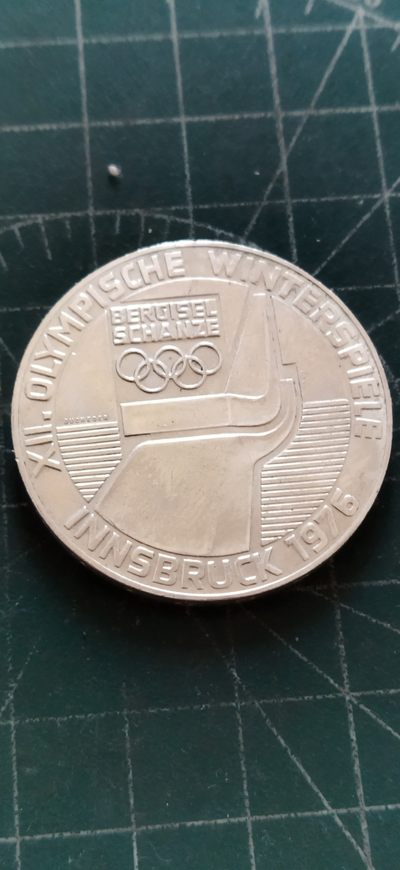 XII. OLYMPISCHE WINTERSPIELE
BERGISEL
SCHANZE
INNSBRUCK 1976